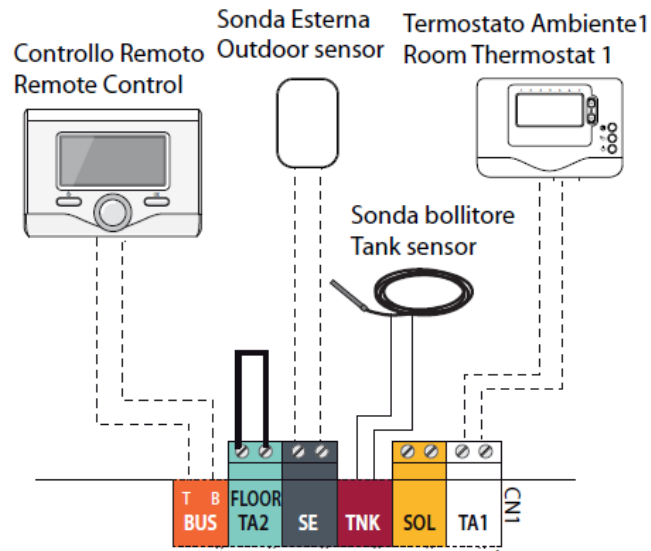 Controllo Remoto
Remote Control
Sonda Esterna
Outdoor sensor
Termostato Ambiente1
Room Thermostat 1
Sonda bollitore
Tank sensor
T B
BUS
FLOOR
TA2
SE
TNK
SOL
TA1
CN1